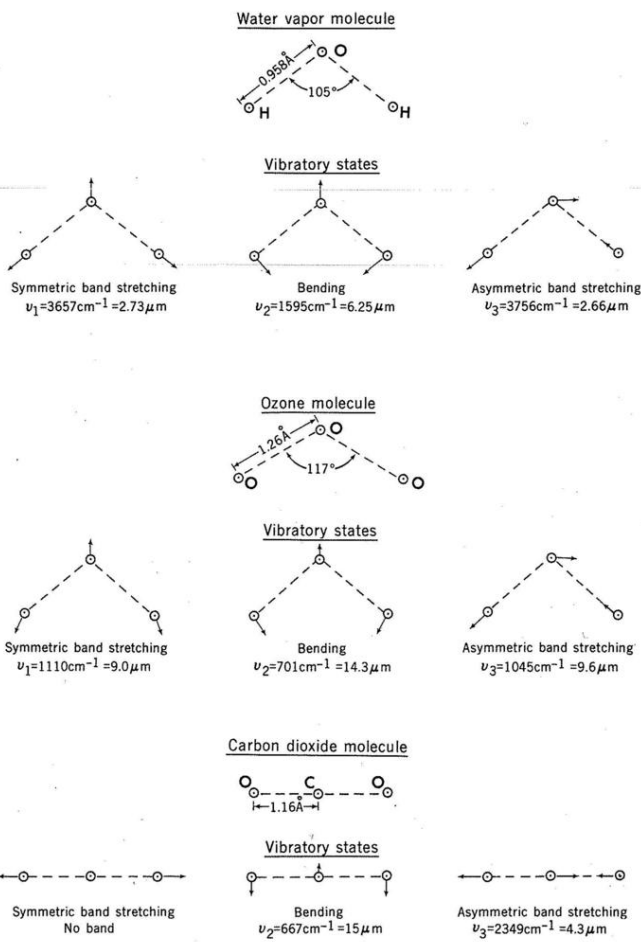 Water vapor molecule
O
0.958Å
105°
H
H
Vibratory states
Symmetric band stretching
υ1=3657cm⁻¹ =2.73μm
Bending
υ2=1595cm⁻¹=6.25μm
Asymmetric band stretching
υ3=3756cm⁻¹ =2.66μm
Ozone molecule
O
1.26Å
117°
O
O
Vibratory states
Symmetric band stretching
υ1=1110cm⁻¹ =9.0μm
Bending
υ2=701cm⁻¹ =14.3μm
Asymmetric band stretching
υ3=1045cm⁻¹ =9.6μm
Carbon dioxide molecule
O C O
1.16Å
Vibratory states
Symmetric band stretching
No band
Bending
υ2=667cm⁻¹ =15μm
Asymmetric band stretching
υ3=2349cm⁻¹ =4.3μm